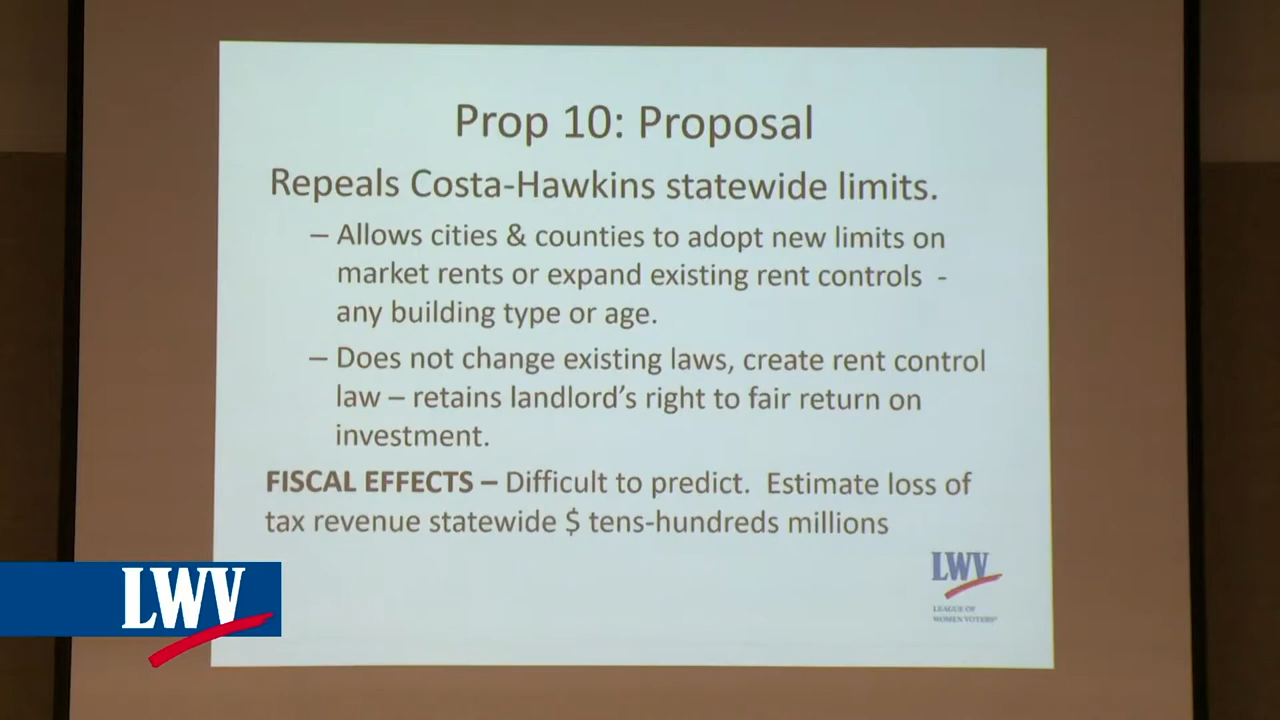 Prop 10: Proposal
Repeals Costa-Hawkins statewide limits.
– Allows cities & counties to adopt new limits on
market rents or expand existing rent controls -
any building type or age.
– Does not change existing laws, create rent control
law – retains landlord's right to fair return on
investment.
FISCAL EFFECTS – Difficult to predict. Estimate loss of
tax revenue statewide $ tens-hundreds millions
LWV
LEAGUE OF
WOMEN VOTERS®
LWV